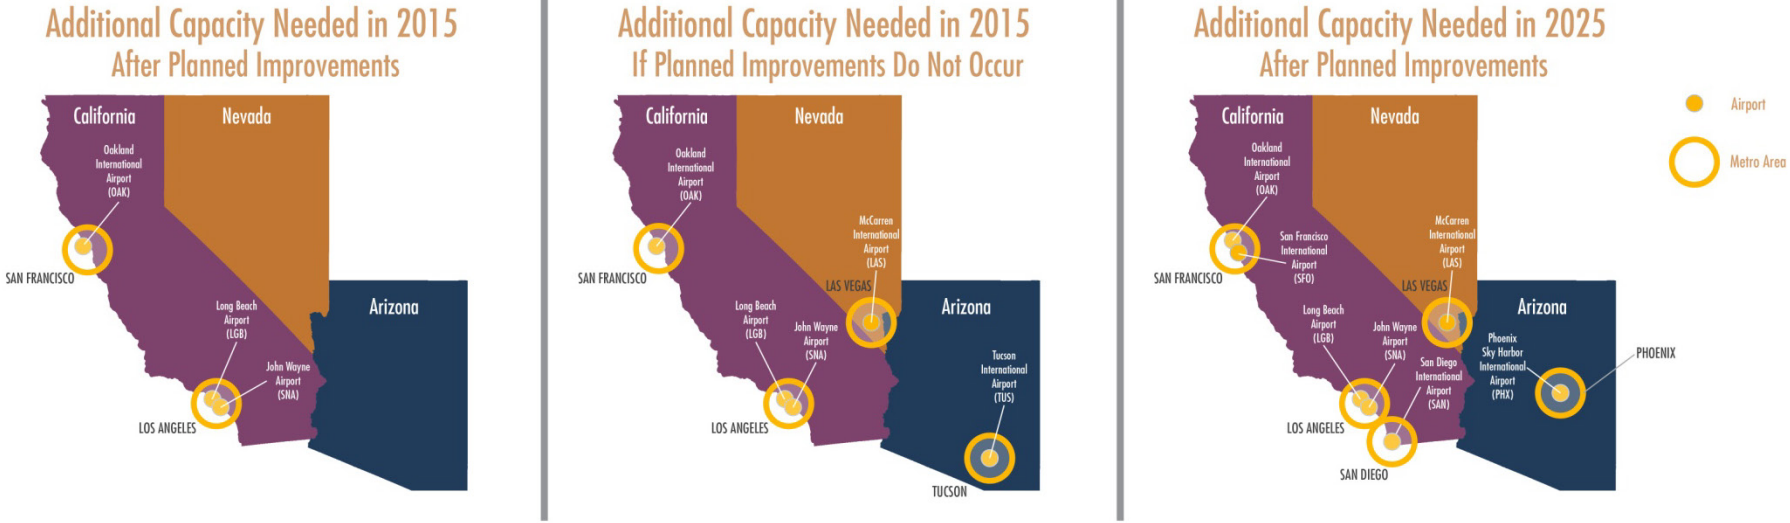 Additional Capacity Needed in 2015
After Planned Improvements
California
Nevada
Oakland
International
Airport
(OAK)
SAN FRANCISCO
Arizona
Long Beach
Airport
(LGB)
John Wayne
Airport
(SNA)
LOS ANGELES
Additional Capacity Needed in 2015
If Planned Improvements Do Not Occur
California
Nevada
Oakland
International
Airport
(OAK)
McCarren
International
Airport
(LAS)
SAN FRANCISCO
LAS VEGAS
Arizona
Long Beach
Airport
(LGB)
John Wayne
Airport
(SNA)
Tucson
International
Airport
(TUS)
LOS ANGELES
TUCSON
Additional Capacity Needed in 2025
After Planned Improvements
California
Nevada
Oakland
International
Airport
(OAK)
San Francisco
International
Airport
(SFO)
McCarren
International
Airport
(LAS)
SAN FRANCISCO
LAS VEGAS
Arizona
Long Beach
Airport
(LGB)
John Wayne
Airport
(SNA)
San Diego
International
Airport
(SAN)
Phoenix
Sky Harbor
International
Airport
(PHX)
PHOENIX
LOS ANGELES
SAN DIEGO
Airport
Metro Area